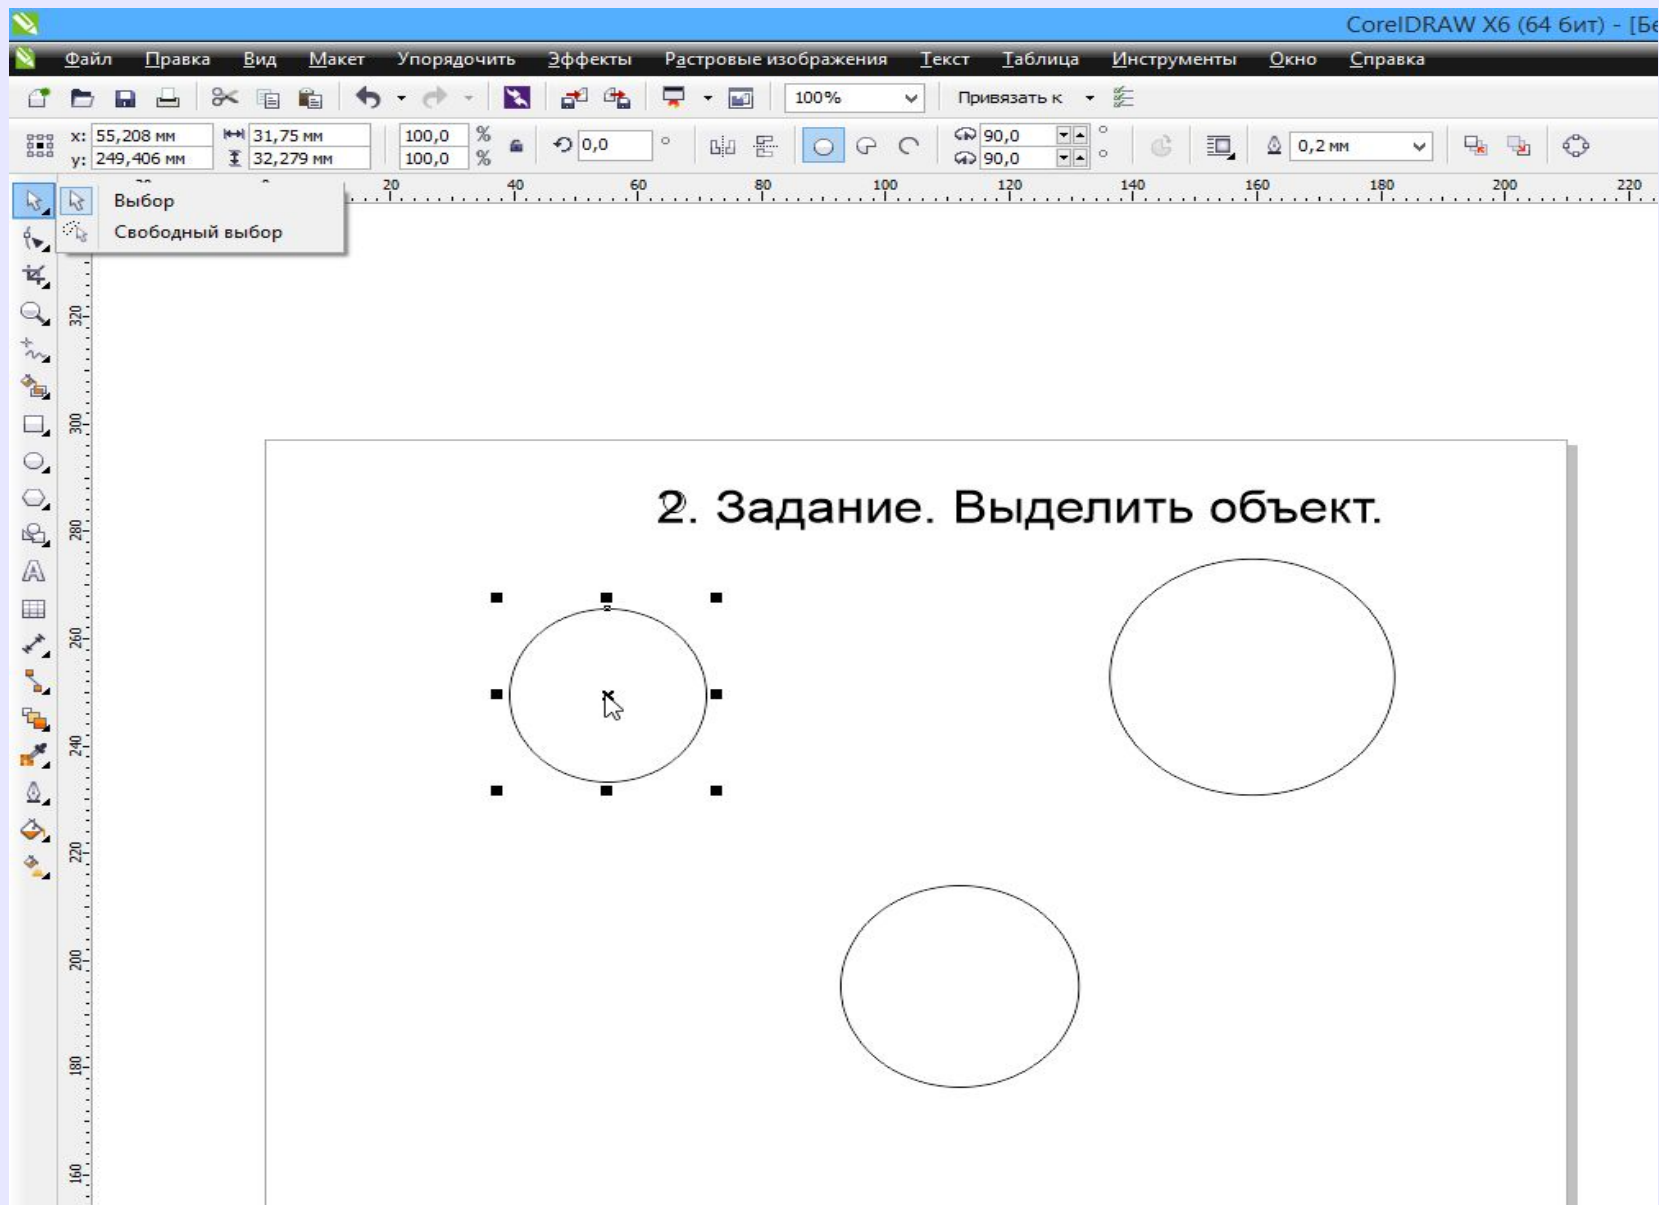 CorelDRAW X6 (64 бит) - [Бе
Файл Правка Вид Макет Упорядочить Эффекты Растровые изображения Текст Таблица Инструменты Окно Справка
100% Привязать к
x: 55,208 мм 31,75 мм 100,0 % 0,0 ° 90,0 ° 0,2 мм
y: 249,406 мм 32,279 мм 100,0 % 90,0 °
20 40 60 80 100 120 140 160 180 200 220
Выбор
Свободный выбор
320
300
2. Задание. Выделить объект.
280
260
240
220
200
180
160